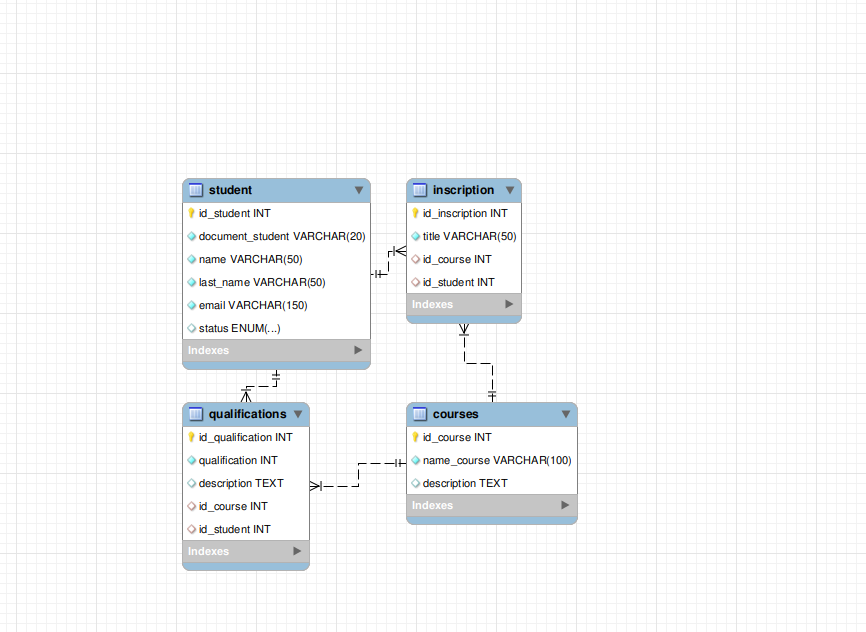 student
id_student INT
document_student VARCHAR(20)
name VARCHAR(50)
last_name VARCHAR(50)
email VARCHAR(150)
status ENUM(...)
Indexes
inscription
id_inscription INT
title VARCHAR(50)
id_course INT
id_student INT
Indexes
qualifications
id_qualification INT
qualification INT
description TEXT
id_course INT
id_student INT
Indexes
courses
id_course INT
name_course VARCHAR(100)
description TEXT
Indexes